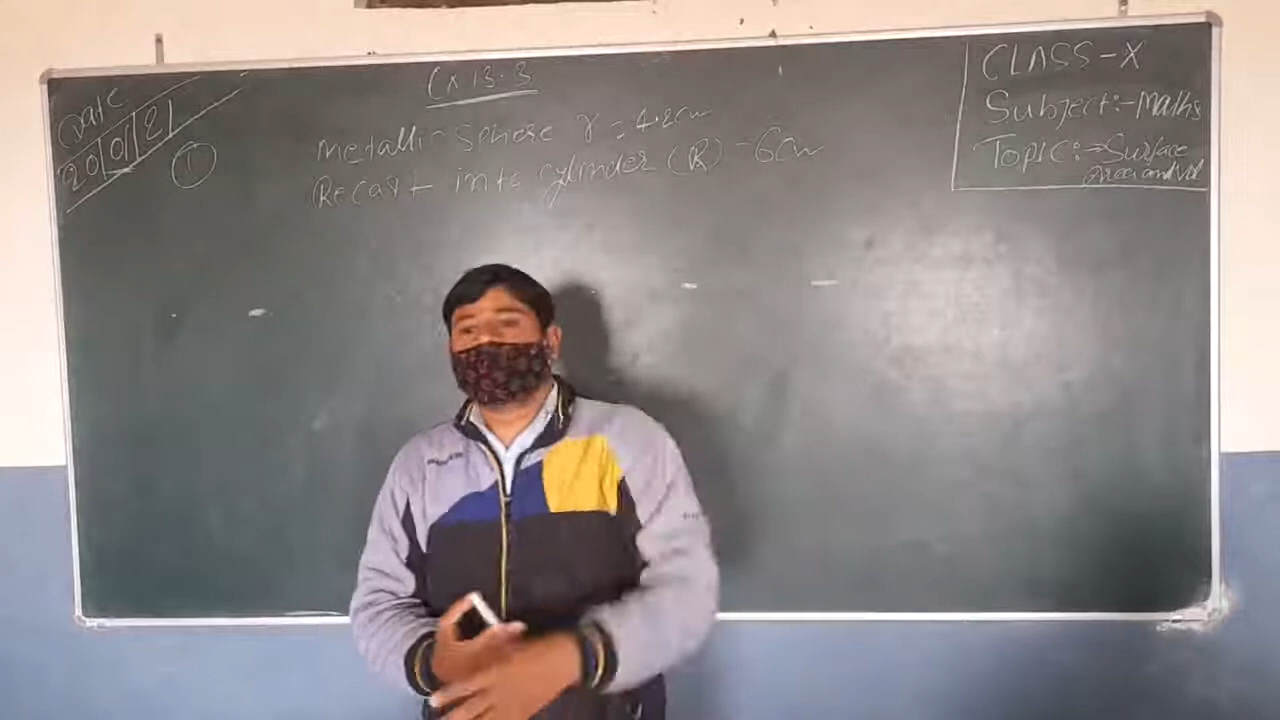 Date
20/01/21
Ex 13.3
①
Metallic Sphere r = 4.2cm
Recast into cylinder (R) = 6cm
CLASS-X
Subject:-Maths
Topic:-Surface
area and Vol